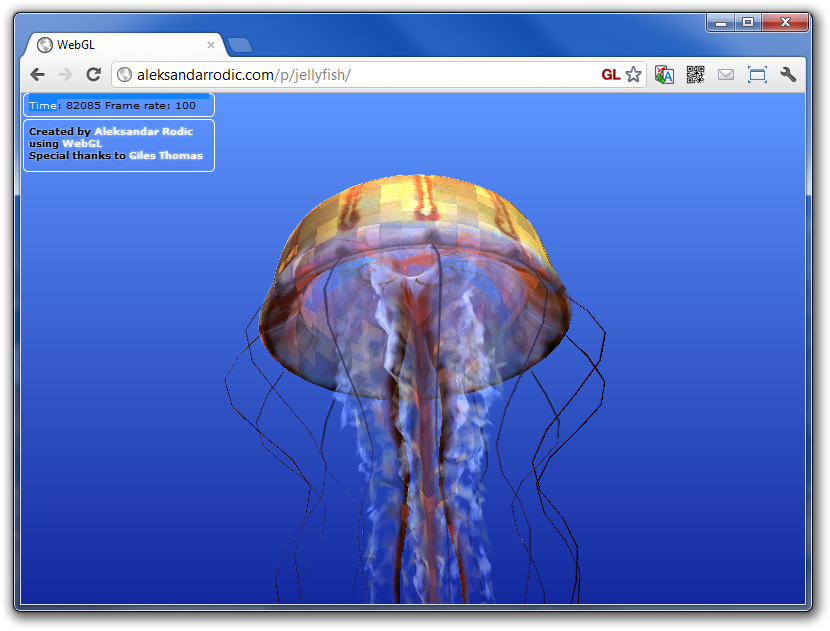 WebGL
aleksandarrodic.com/p/jellyfish/ GL
Time: 82085 Frame rate: 100
Created by Aleksandar Rodic
using WebGL
Special thanks to Giles Thomas